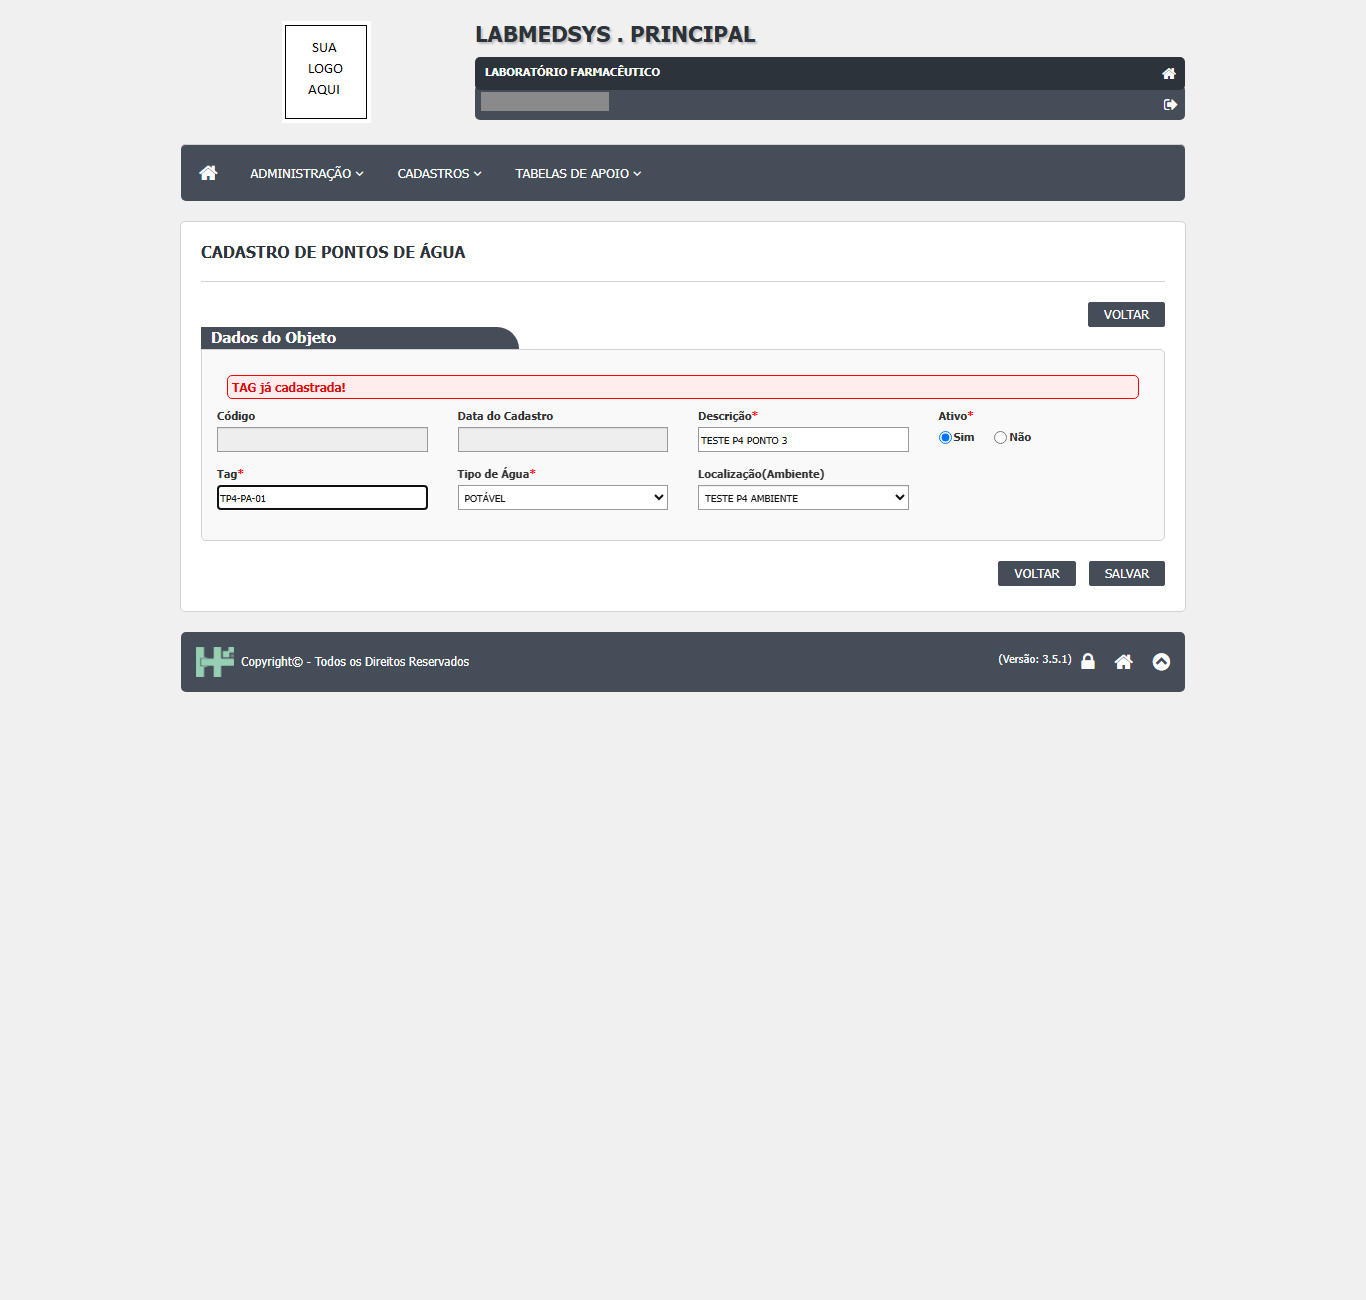 SUA
LOGO
AQUI
LABMEDSYS . PRINCIPAL
LABORATÓRIO FARMACÊUTICO
ADMINISTRAÇÃO
CADASTROS
TABELAS DE APOIO
CADASTRO DE PONTOS DE ÁGUA
VOLTAR
Dados do Objeto
TAG já cadastrada!
Código
Data do Cadastro
Descrição*
Ativo*
TESTE P4 PONTO 3
Sim
Não
Tag*
Tipo de Água*
Localização(Ambiente)
TP4-PA-01
POTÁVEL
TESTE P4 AMBIENTE
VOLTAR
SALVAR
Copyright© - Todos os Direitos Reservados
(Versão: 3.5.1)